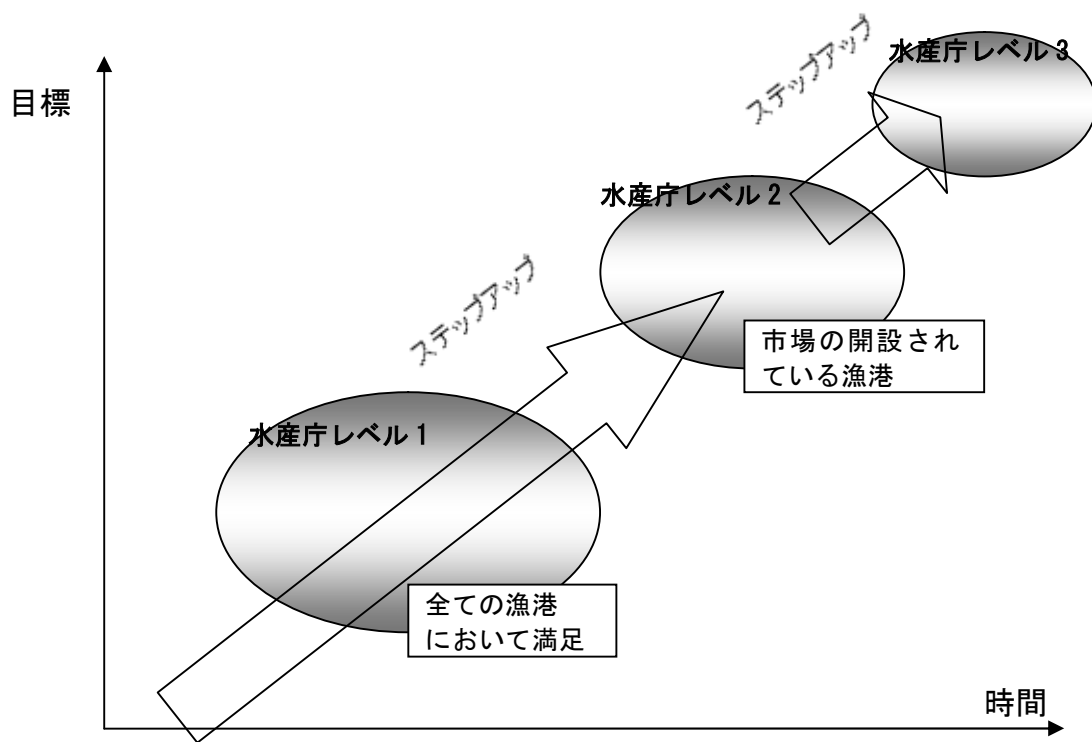 ステップアップ
水産庁レベル3
目標
水産庁レベル2
ステップアップ
市場の開設され
ている漁港
水産庁レベル1
全ての漁港
において満足
時間